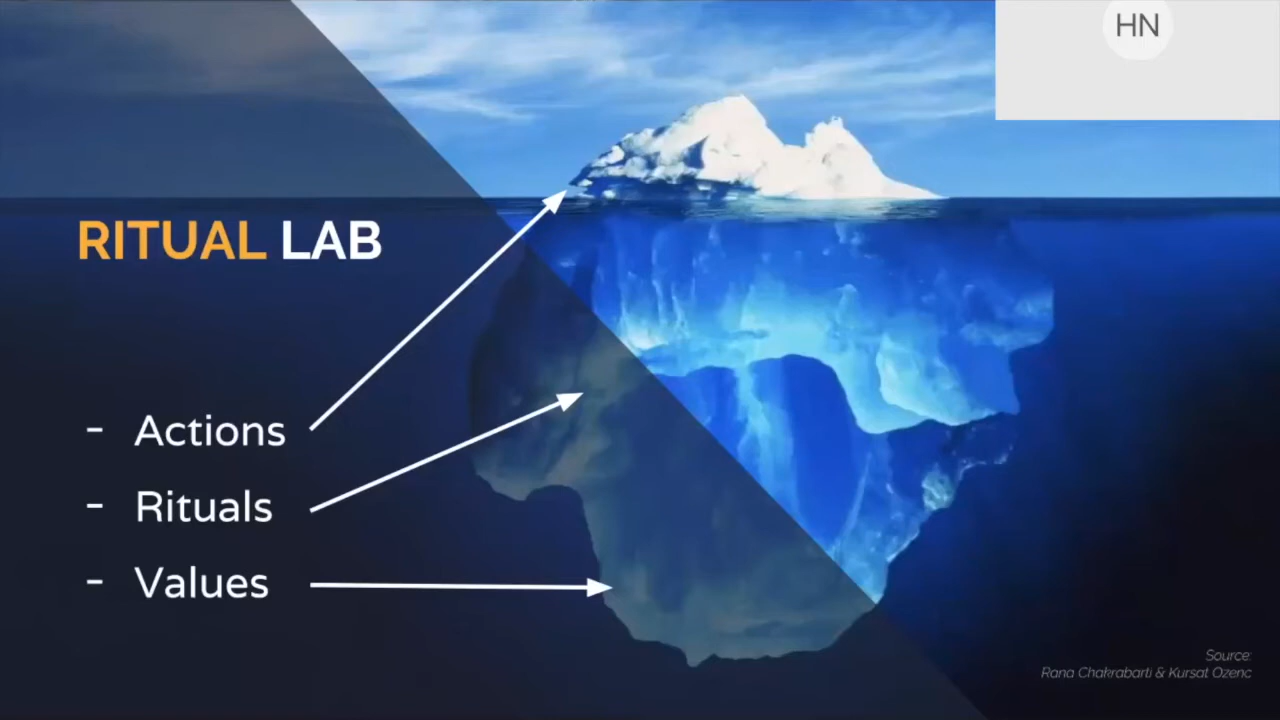 HN
RITUAL LAB
- Actions
- Rituals
- Values
Source:
Rana Chakrabarti & Kursat Ozenc